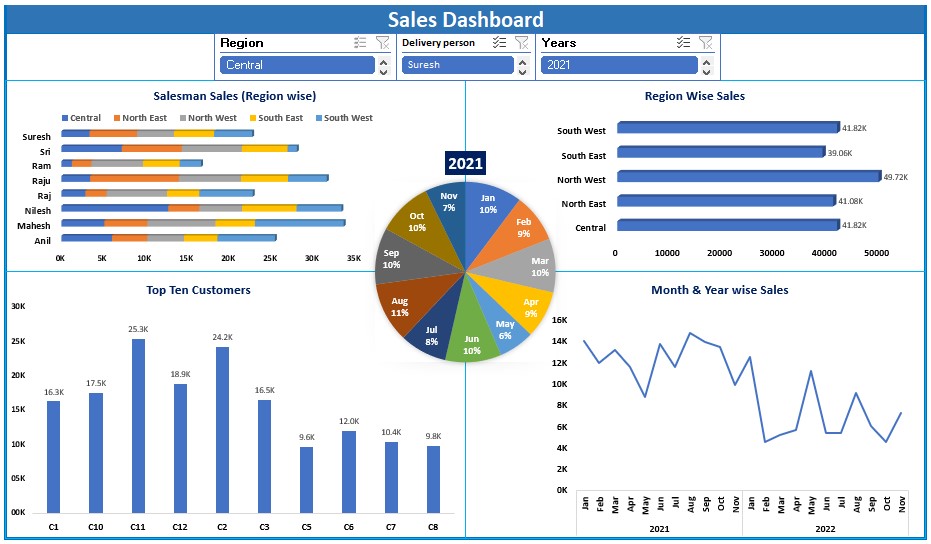 Sales Dashboard
Region
Central
Delivery person
Suresh
Years
2021
Salesman Sales (Region wise)
Central North East North West South East South West
Suresh
Sri
Ram
Raju
Raj
Nilesh
Mahesh
Anil
0K 5K 10K 15K 20K 25K 30K 35K
Region Wise Sales
South West 41.82K
South East 39.06K
North West 49.72K
North East 41.08K
Central 41.82K
0 10000 20000 30000 40000 50000
2021
Jan
10%
Feb
9%
Mar
10%
Apr
9%
May
6%
Jun
10%
Jul
8%
Aug
11%
Sep
10%
Oct
10%
Nov
7%
Top Ten Customers
30K
25K
20K
15K
10K
05K
00K
16.3K 17.5K 25.3K 18.9K 24.2K 16.5K 9.6K 12.0K 10.4K 9.8K
C1 C10 C11 C12 C2 C3 C5 C6 C7 C8
Month & Year wise Sales
16K
14K
12K
10K
8K
6K
4K
2K
0K
Jan Feb Mar Apr May Jun Jul Aug Sep Oct Nov Jan Feb Mar Apr May Jun Jul Aug Sep Oct Nov
2021 2022